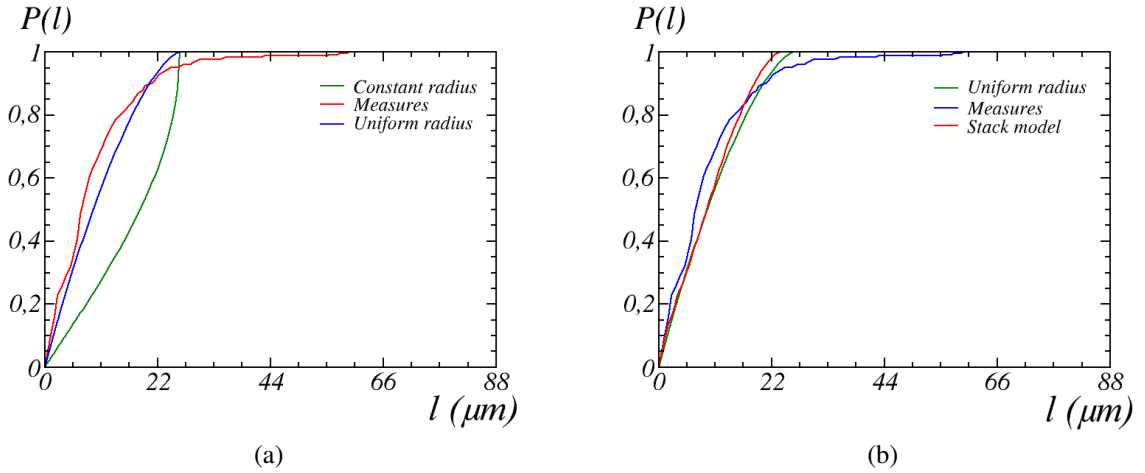 P(l)
1
0,8
0,6
0,4
0,2
0
0 22 44 66 88
l (μm)
Constant radius
Measures
Uniform radius
(a)
P(l)
1
0,8
0,6
0,4
0,2
0
0 22 44 66 88
l (μm)
Uniform radius
Measures
Stack model
(b)